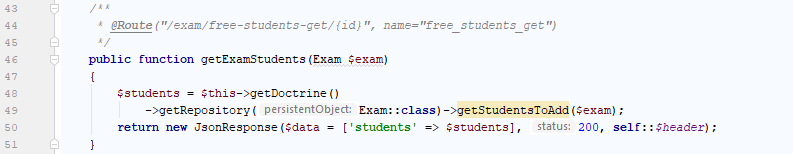 43 /**
44 * @Route("/exam/free-students-get/{id}", name="free_students_get")
45 */
46 public function getExamStudents(Exam $exam)
47 {
48 $students = $this->getDoctrine()
49 ->getRepository( persistentObject: Exam::class)->getStudentsToAdd($exam);
50 return new JsonResponse($data = ['students' => $students], status: 200, self::$header);
51 }